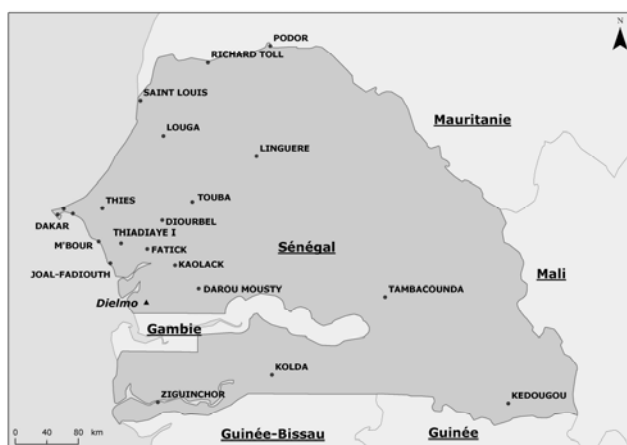 N
PODOR
RICHARD TOLL
SAINT LOUIS
Mauritanie
LOUGA
LINGUERE
TOUBA
THIES
DAKAR
DIOURBEL
THIADIAYE I
M'BOUR
FATICK
Sénégal
KAOLACK
JOAL-FADIOUTH
Mali
Dielmo
DAROU MOUSTY
TAMBACOUNDA
Gambie
KOLDA
ZIGUINCHOR
KEDOUGOU
Guinée-Bissau
Guinée
0 40 80 km